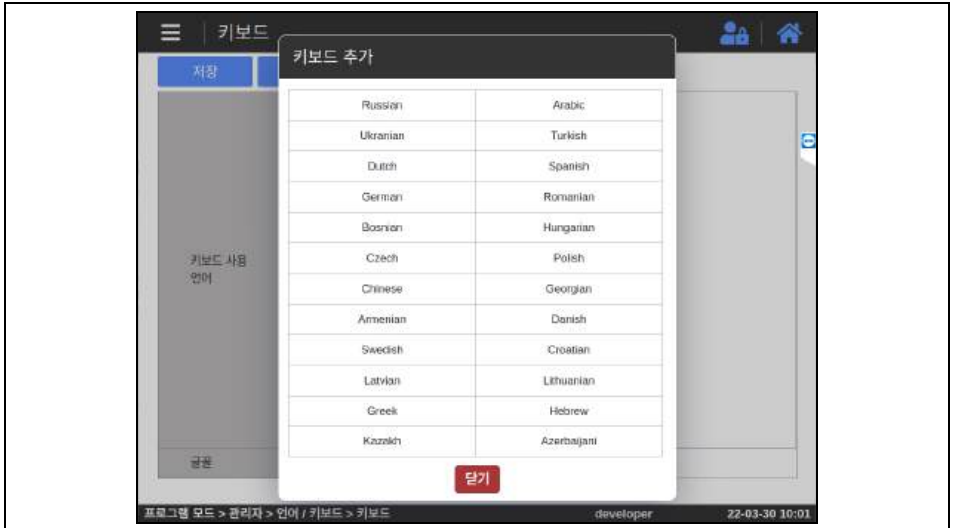 키보드
키보드 추가
저장
Russian Arabic
Ukranian Turkish
Dutch Spanish
German Romanian
Bosnian Hungarian
Czech Polish
Chinese Georgian
Armenian Danish
Swedish Croatian
Latvian Lithuanian
Greek Hebrew
Kazakh Azerbaijani
키보드 사용
언어
글꼴
닫기
프로그램 모드 > 관리자 > 언어 / 키보드 > 키보드 developer 22-03-30 10:01